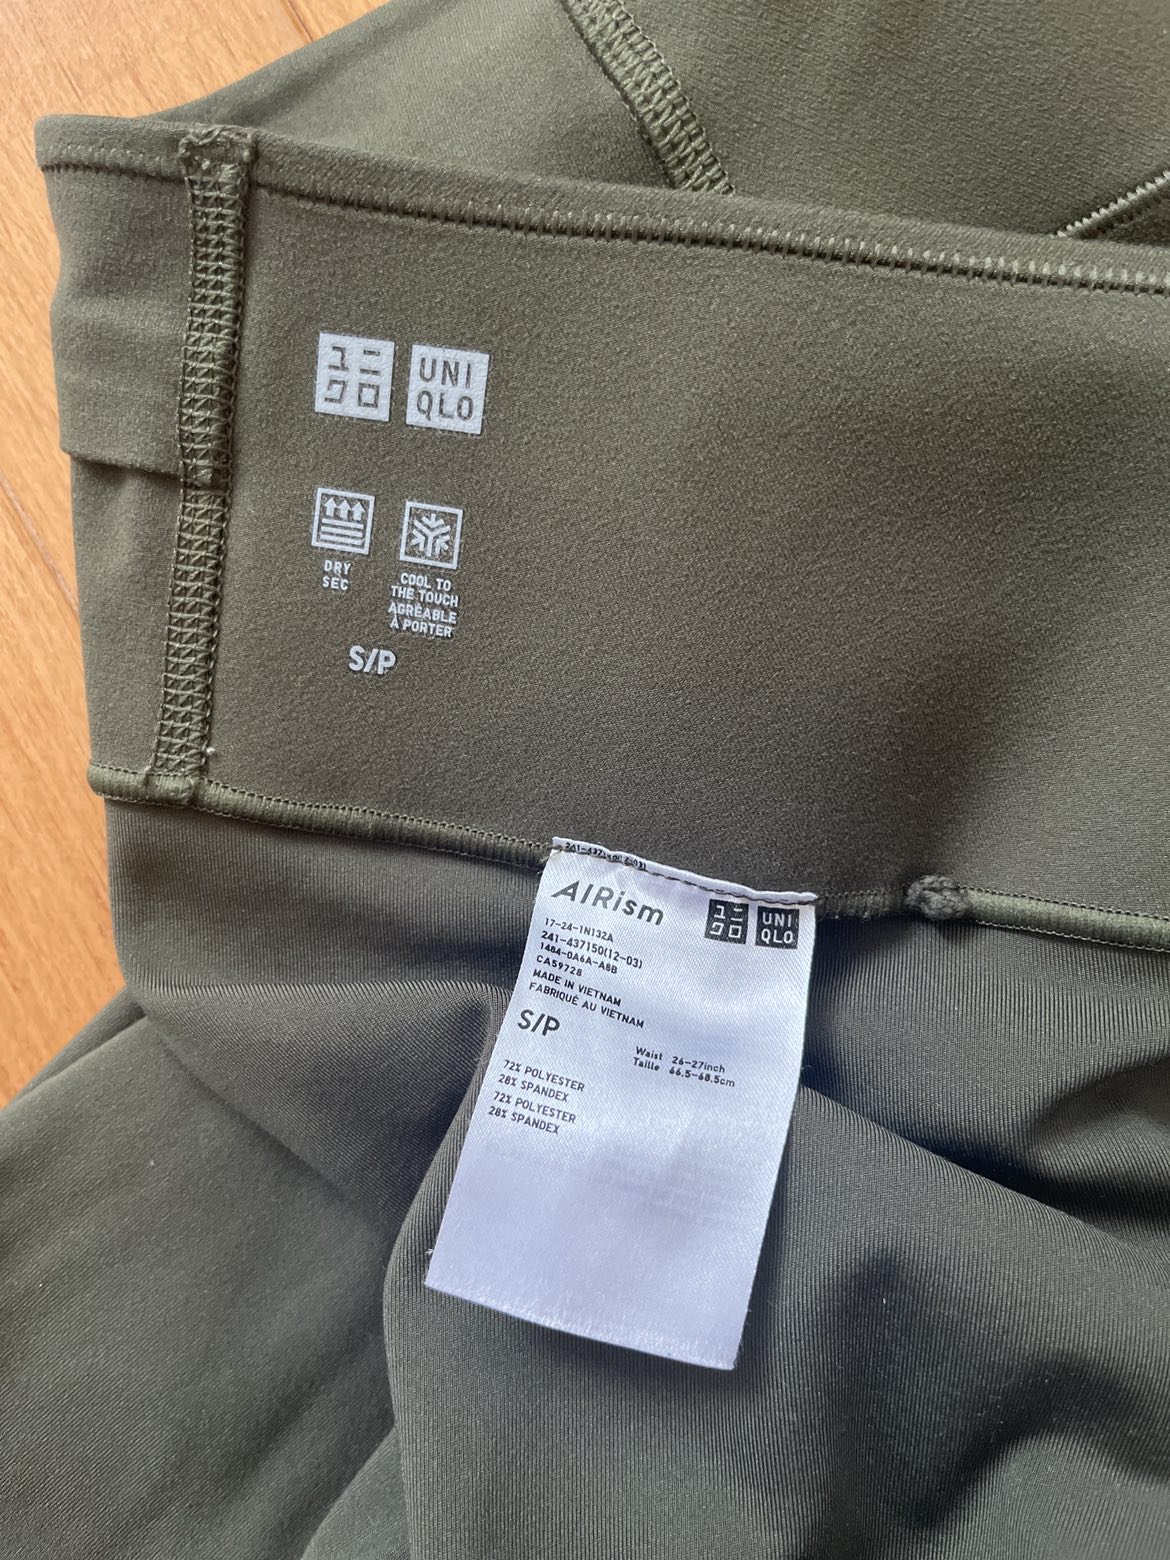 ユニ
クロ
UNI
QLO
DRY
SEC
COOL TO
THE TOUCH
AGRÉABLE
À PORTER
S/P
AIRism
ユニ
クロ
UNI
QLO
17-24-1N132A
241-437150(12-03)
1484-0A6A-A8B
CA59728
MADE IN VIETNAM
FABRIQUÉ AU VIETNAM
S/P
Waist 26-27inch
Taille 66.5-68.5cm
72% POLYESTER
28% SPANDEX
72% POLYESTER
28% SPANDEX